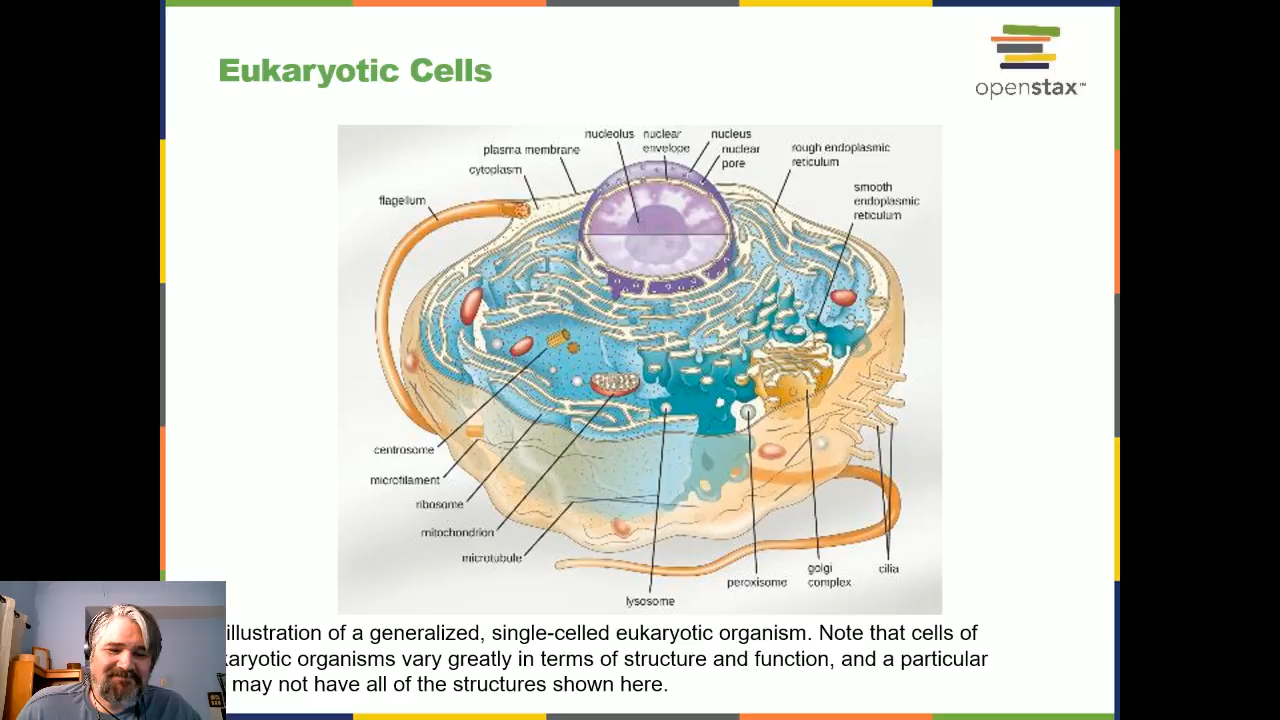 Eukaryotic Cells
openstax™
nucleolus
nuclear
envelope
nucleus
nuclear
pore
plasma membrane
cytoplasm
rough endoplasmic
reticulum
smooth
endoplasmic
reticulum
flagellum
centrosome
microfilament
ribosome
mitochondrion
microtubule
lysosome
peroxisome
golgi
complex
cilia
illustration of a generalized, single-celled eukaryotic organism. Note that cells of
karyotic organisms vary greatly in terms of structure and function, and a particular
may not have all of the structures shown here.